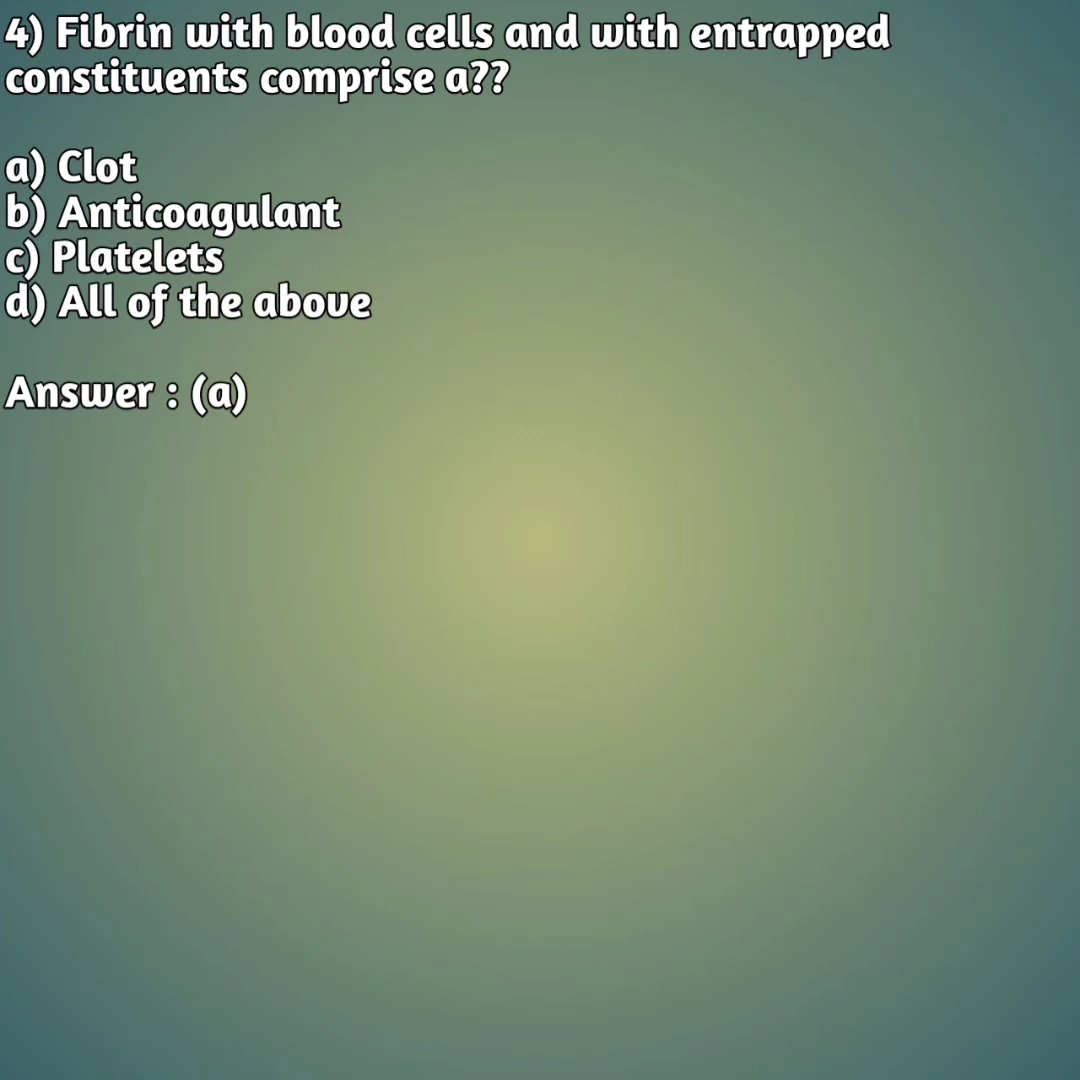 4) Fibrin with blood cells and with entrapped
constituents comprise a??
a) Clot
b) Anticoagulant
c) Platelets
d) All of the above
Answer : (a)